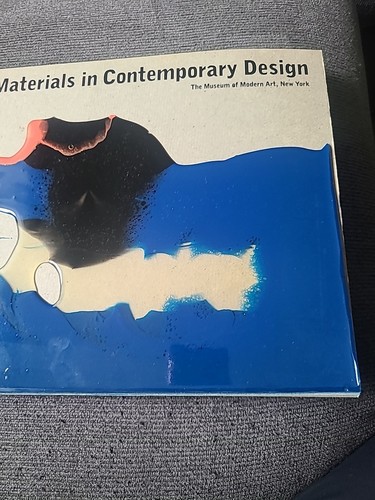 Materials in Contemporary Design
The Museum of Modern Art, New York